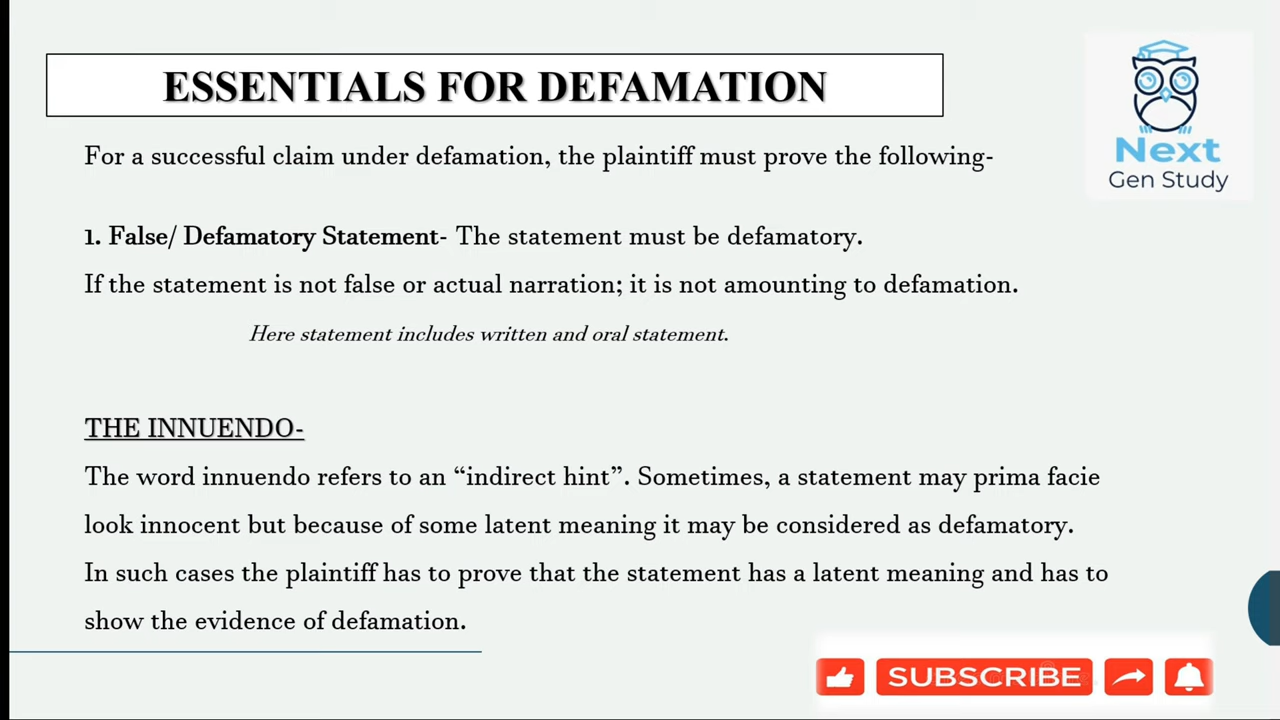 ESSENTIALS FOR DEFAMATION
Next
Gen Study
For a successful claim under defamation, the plaintiff must prove the following-
1. False/ Defamatory Statement- The statement must be defamatory.
If the statement is not false or actual narration; it is not amounting to defamation.
Here statement includes written and oral statement.
THE INNUENDO-
The word innuendo refers to an “indirect hint”. Sometimes, a statement may prima facie
look innocent but because of some latent meaning it may be considered as defamatory.
In such cases the plaintiff has to prove that the statement has a latent meaning and has to
show the evidence of defamation.
SUBSCRIBE